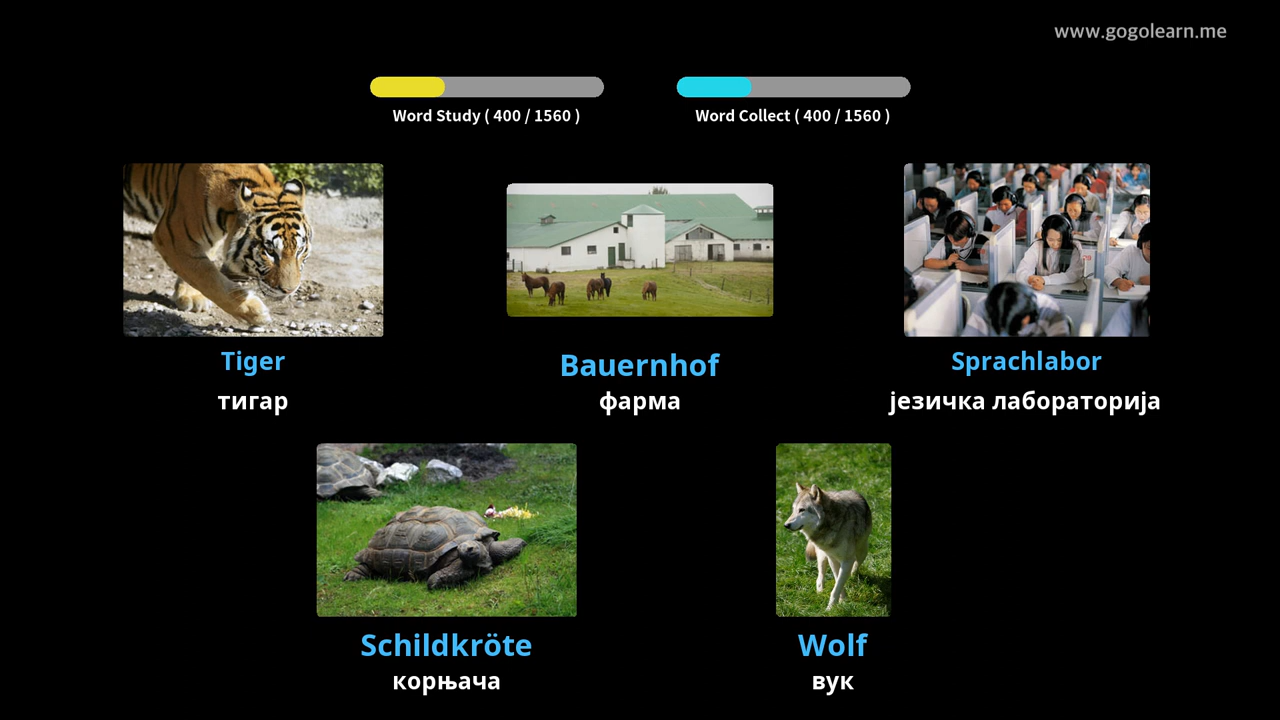 www.gogolearn.me
Word Study ( 400 / 1560 )
Word Collect ( 400 / 1560 )
Tiger
тигар
Bauernhof
фарма
Sprachlabor
језичка лабораторија
Schildkröte
корњача
Wolf
вук